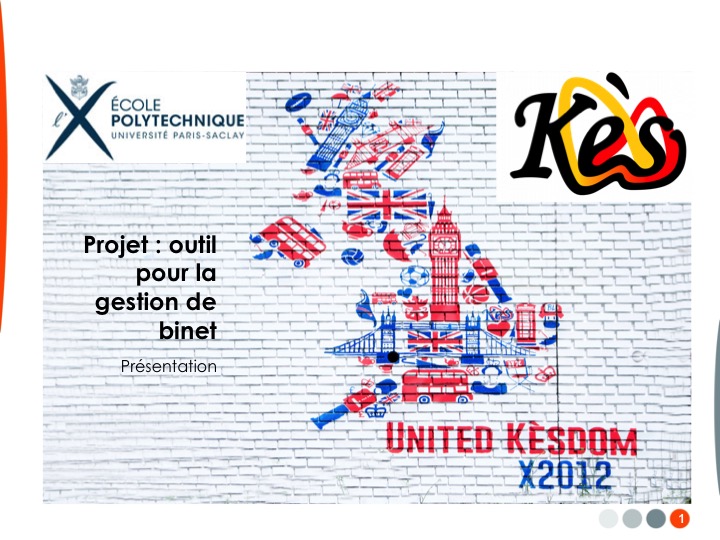 l'X
ÉCOLE
POLYTECHNIQUE
UNIVERSITÉ PARIS-SACLAY
Kès
Projet : outil
pour la
gestion de
binet
Présentation
UNITED KÈSDOM
X2012
1